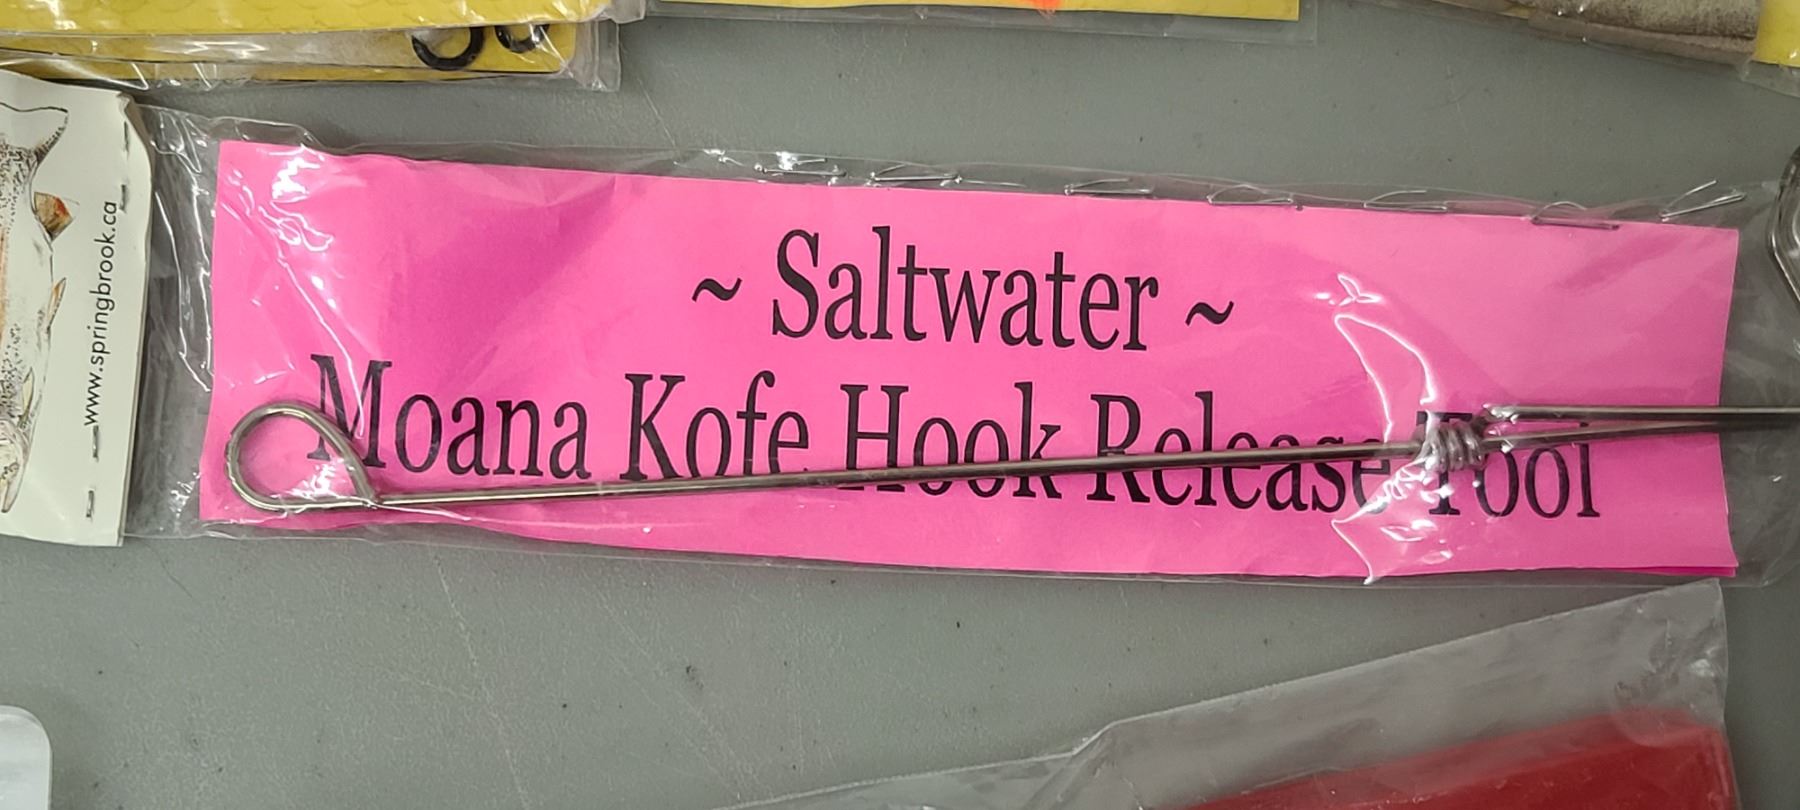 www.springbrook.ca
~ Saltwater ~
Moana Kofe Hook Release Tool